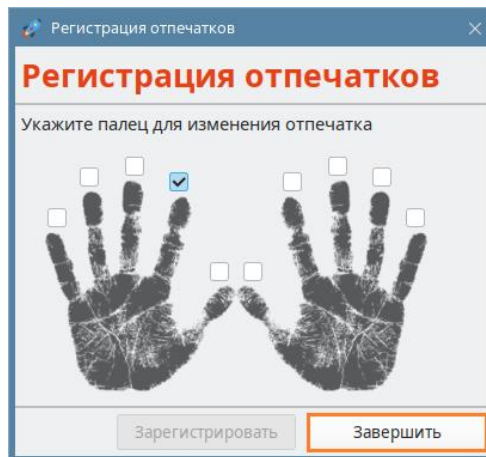 Регистрация отпечатков
Регистрация отпечатков
Укажите палец для изменения отпечатка
Зарегистрировать
Завершить